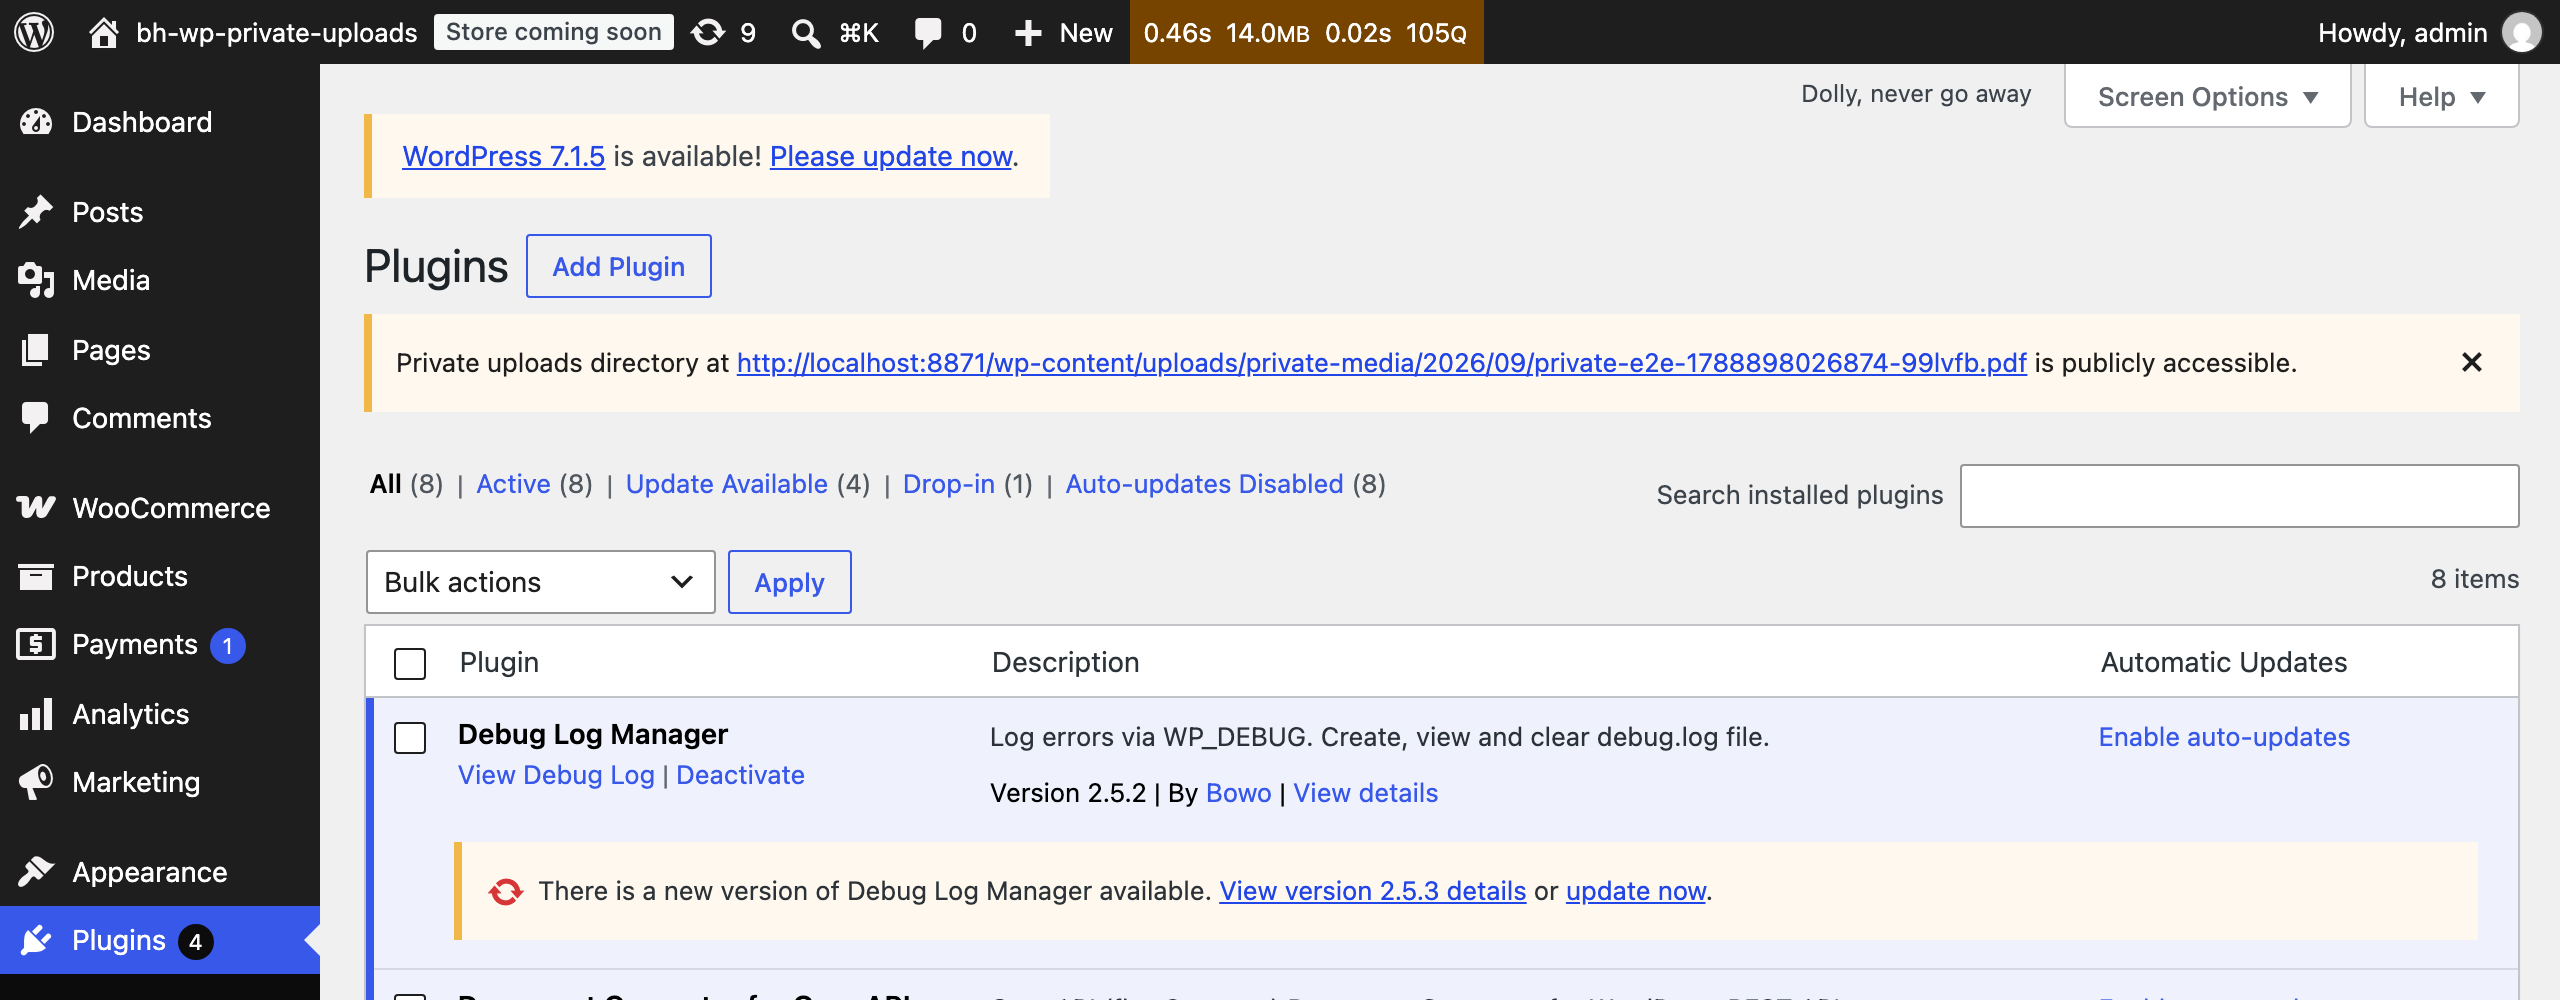 bh-wp-private-uploads Store coming soon 9 ⌘K 0 New 0.46s 14.0MB 0.02s 105Q Howdy, admin
Dashboard
Posts
Media
Pages
Comments
WooCommerce
Products
Payments 1
Analytics
Marketing
Appearance
Plugins 4
Dolly, never go away
Screen Options
Help
WordPress 7.1.5 is available! Please update now.
Plugins Add Plugin
Private uploads directory at http://localhost:8871/wp-content/uploads/private-media/2026/09/private-e2e-1788898026874-99lvfb.pdf is publicly accessible.
All (8) | Active (8) | Update Available (4) | Drop-in (1) | Auto-updates Disabled (8)
Search installed plugins
Bulk actions Apply
8 items
Plugin Description Automatic Updates
Debug Log Manager
View Debug Log | Deactivate
Log errors via WP_DEBUG. Create, view and clear debug.log file.
Version 2.5.2 | By Bowo | View details
Enable auto-updates
There is a new version of Debug Log Manager available. View version 2.5.3 details or update now.